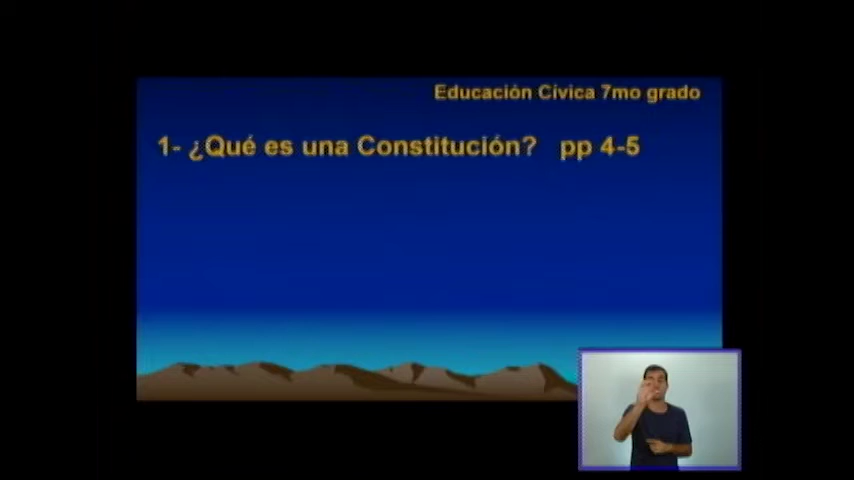 Educación Cívica 7mo grado
1- ¿Qué es una Constitución? pp 4-5